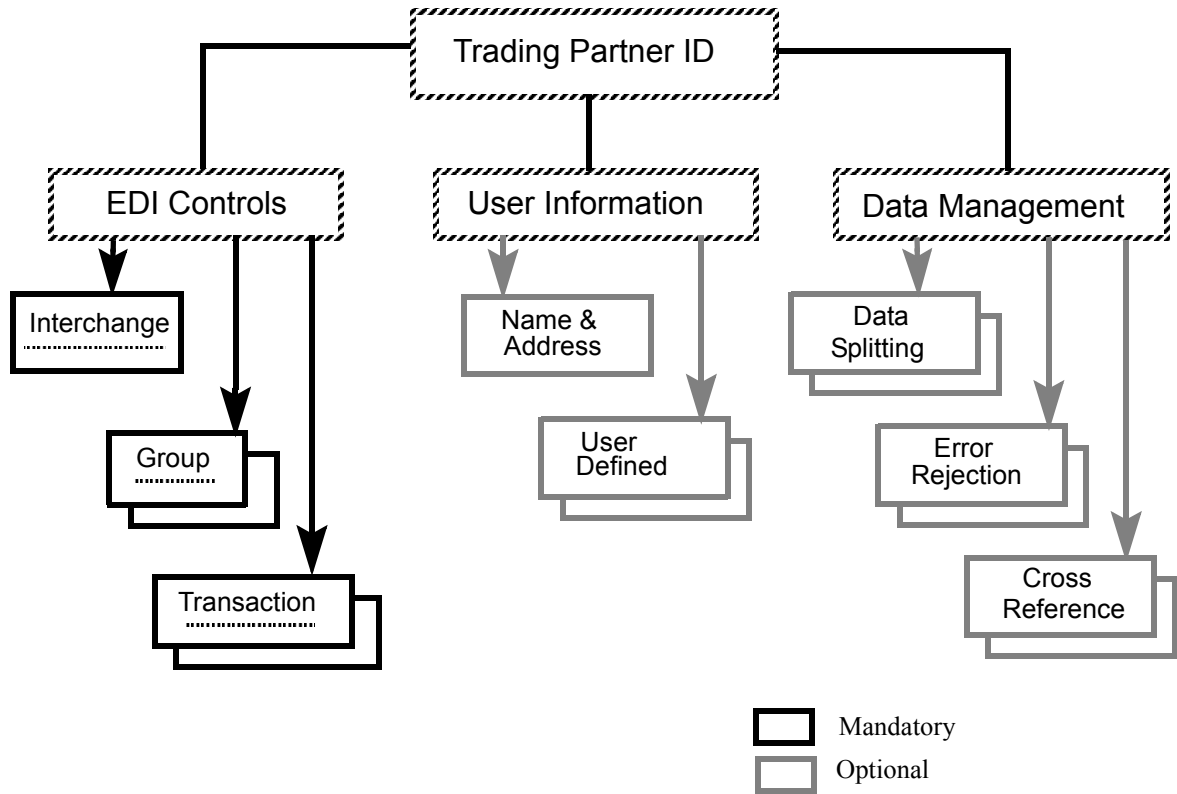 Trading Partner ID
EDI Controls
User Information
Data Management
Interchange
Name &
Address
Data
Splitting
Group
User
Defined
Error
Rejection
Transaction
Cross
Reference
Mandatory
Optional